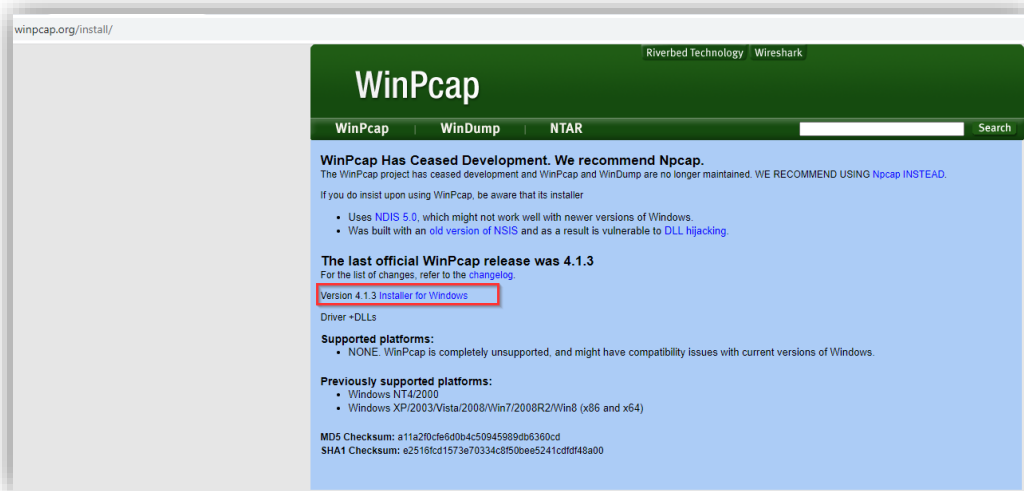 winpcap.org/install/
Riverbed Technology Wireshark
WinPcap
WinPcap | WinDump | NTAR Search
WinPcap Has Ceased Development. We recommend Npcap.
The WinPcap project has ceased development and WinPcap and WinDump are no longer maintained. WE RECOMMEND USING Npcap INSTEAD.
If you do insist upon using WinPcap, be aware that its installer
• Uses NDIS 5.0, which might not work well with newer versions of Windows.
• Was built with an old version of NSIS and as a result is vulnerable to DLL hijacking.
The last official WinPcap release was 4.1.3
For the list of changes, refer to the changelog.
Version 4.1.3 Installer for Windows
Driver +DLLs
Supported platforms:
• NONE. WinPcap is completely unsupported, and might have compatibility issues with current versions of Windows.
Previously supported platforms:
• Windows NT4/2000
• Windows XP/2003/Vista/2008/Win7/2008R2/Win8 (x86 and x64)
MD5 Checksum: a11a2f0cfe6d0b4c50945989db6360cd
SHA1 Checksum: e2516fcd1573e70334c8f50bee5241cdfdf48a00